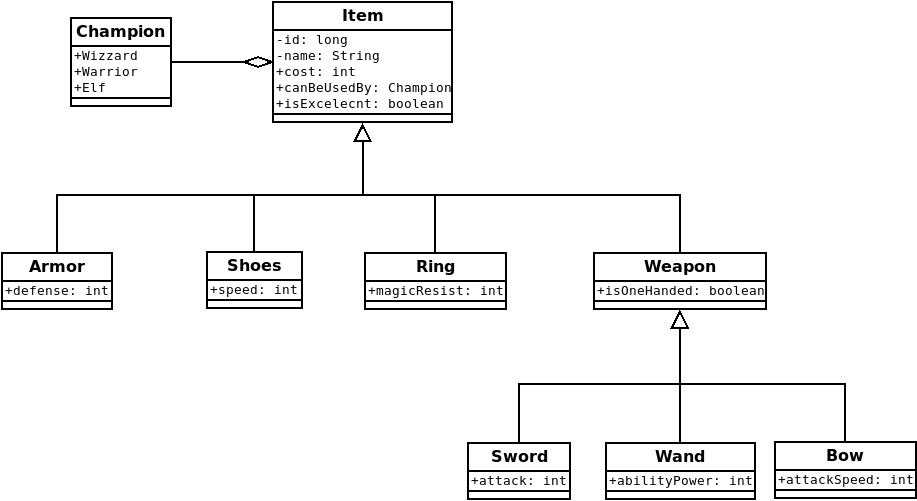 Champion
+Wizzard
+Warrior
+Elf
Item
-id: long
-name: String
+cost: int
+canBeUsedBy: Champion
+isExcelecnt: boolean
Armor
+defense: int
Shoes
+speed: int
Ring
+magicResist: int
Weapon
+isOneHanded: boolean
Sword
+attack: int
Wand
+abilityPower: int
Bow
+attackSpeed: int